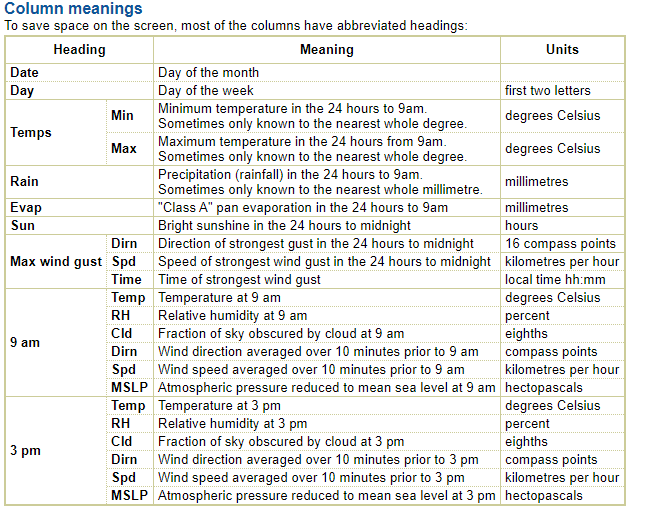 Column meanings
To save space on the screen, most of the columns have abbreviated headings:
Heading Meaning Units
Date Day of the month
Day Day of the week first two letters
Temps Min Minimum temperature in the 24 hours to 9am.
Sometimes only known to the nearest whole degree. degrees Celsius
Max Maximum temperature in the 24 hours from 9am.
Sometimes only known to the nearest whole degree. degrees Celsius
Rain Precipitation (rainfall) in the 24 hours to 9am.
Sometimes only known to the nearest whole millimetre. millimetres
Evap "Class A" pan evaporation in the 24 hours to 9am millimetres
Sun Bright sunshine in the 24 hours to midnight hours
Max wind gust Dirn Direction of strongest gust in the 24 hours to midnight 16 compass points
Spd Speed of strongest wind gust in the 24 hours to midnight kilometres per hour
Time Time of strongest wind gust local time hh:mm
9 am Temp Temperature at 9 am degrees Celsius
RH Relative humidity at 9 am percent
Cld Fraction of sky obscured by cloud at 9 am eighths
Dirn Wind direction averaged over 10 minutes prior to 9 am compass points
Spd Wind speed averaged over 10 minutes prior to 9 am kilometres per hour
MSLP Atmospheric pressure reduced to mean sea level at 9 am hectopascals
3 pm Temp Temperature at 3 pm degrees Celsius
RH Relative humidity at 3 pm percent
Cld Fraction of sky obscured by cloud at 3 pm eighths
Dirn Wind direction averaged over 10 minutes prior to 3 pm compass points
Spd Wind speed averaged over 10 minutes prior to 3 pm kilometres per hour
MSLP Atmospheric pressure reduced to mean sea level at 3 pm hectopascals